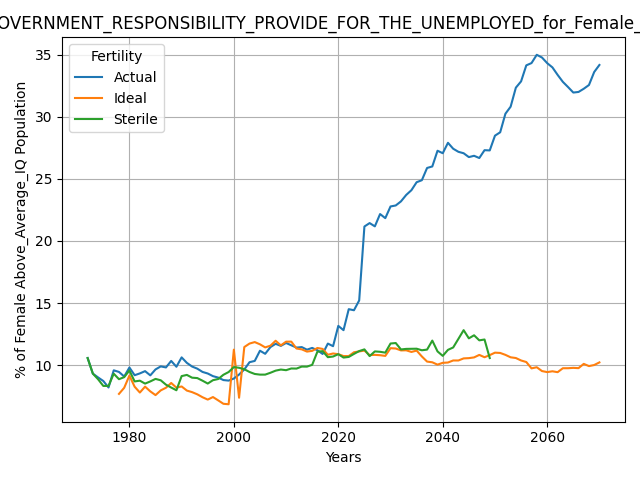 OVERNMENT_RESPONSIBILITY_PROVIDE_FOR_THE_UNEMPLOYED_for_Female_
Fertility
Actual
Ideal
Sterile
% of Female Above_Average_IQ Population
35
30
25
20
15
10
1980 2000 2020 2040 2060
Years